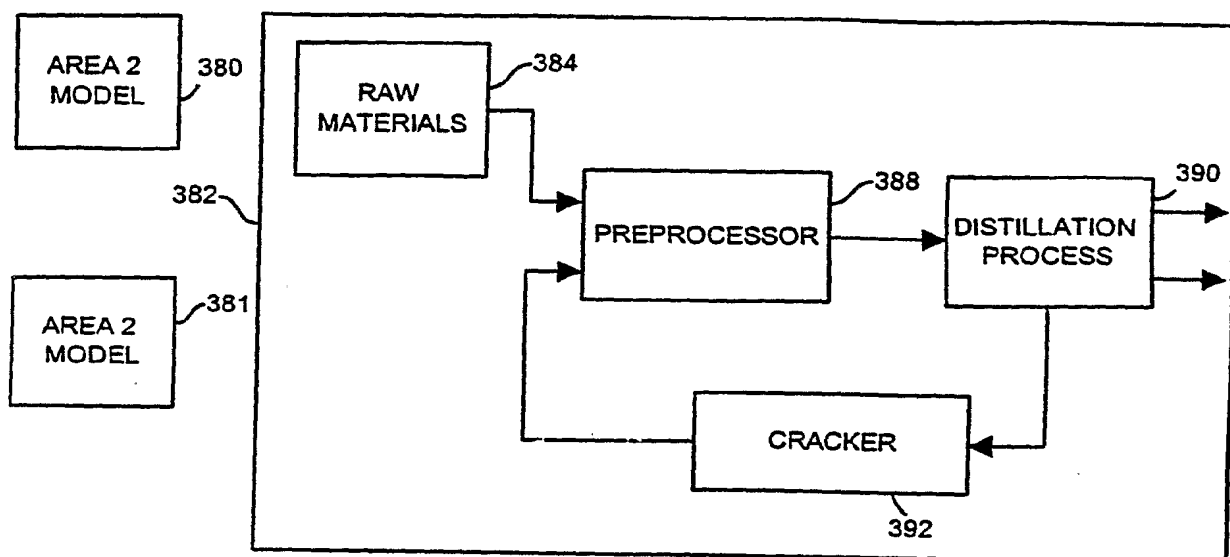 AREA 2
MODEL
380
382
AREA 2
MODEL
381
RAW
MATERIALS
384
PREPROCESSOR
388
DISTILLATION
PROCESS
390
CRACKER
392